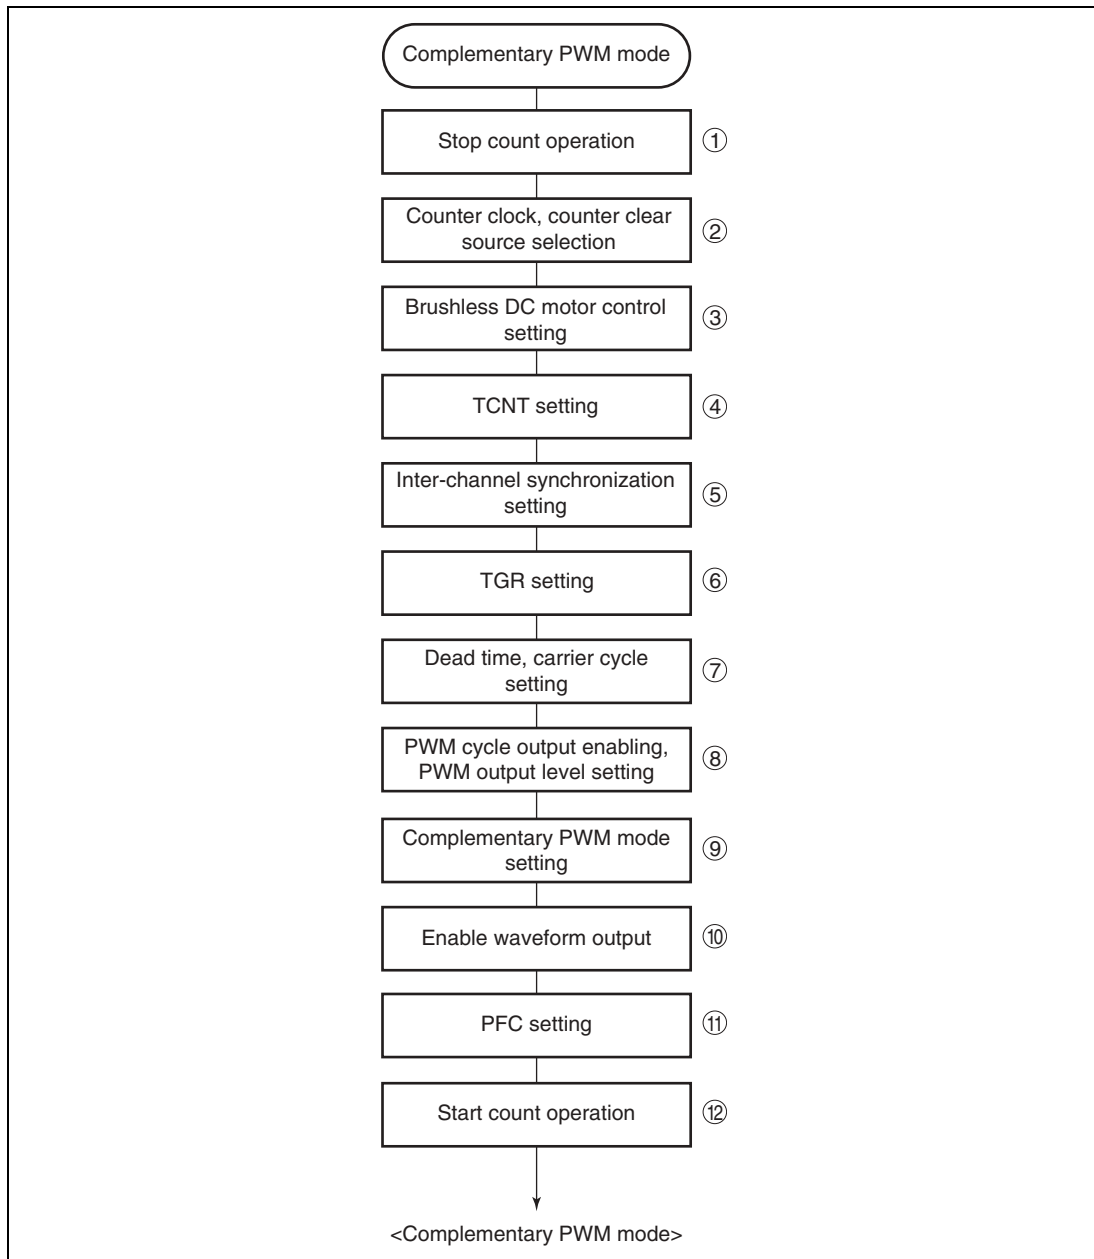 Complementary PWM mode
Stop count operation
①
Counter clock, counter clear
source selection
②
Brushless DC motor control
setting
③
TCNT setting
④
Inter-channel synchronization
setting
⑤
TGR setting
⑥
Dead time, carrier cycle
setting
⑦
PWM cycle output enabling,
PWM output level setting
⑧
Complementary PWM mode
setting
⑨
Enable waveform output
⑩
PFC setting
⑪
Start count operation
⑫
<Complementary PWM mode>